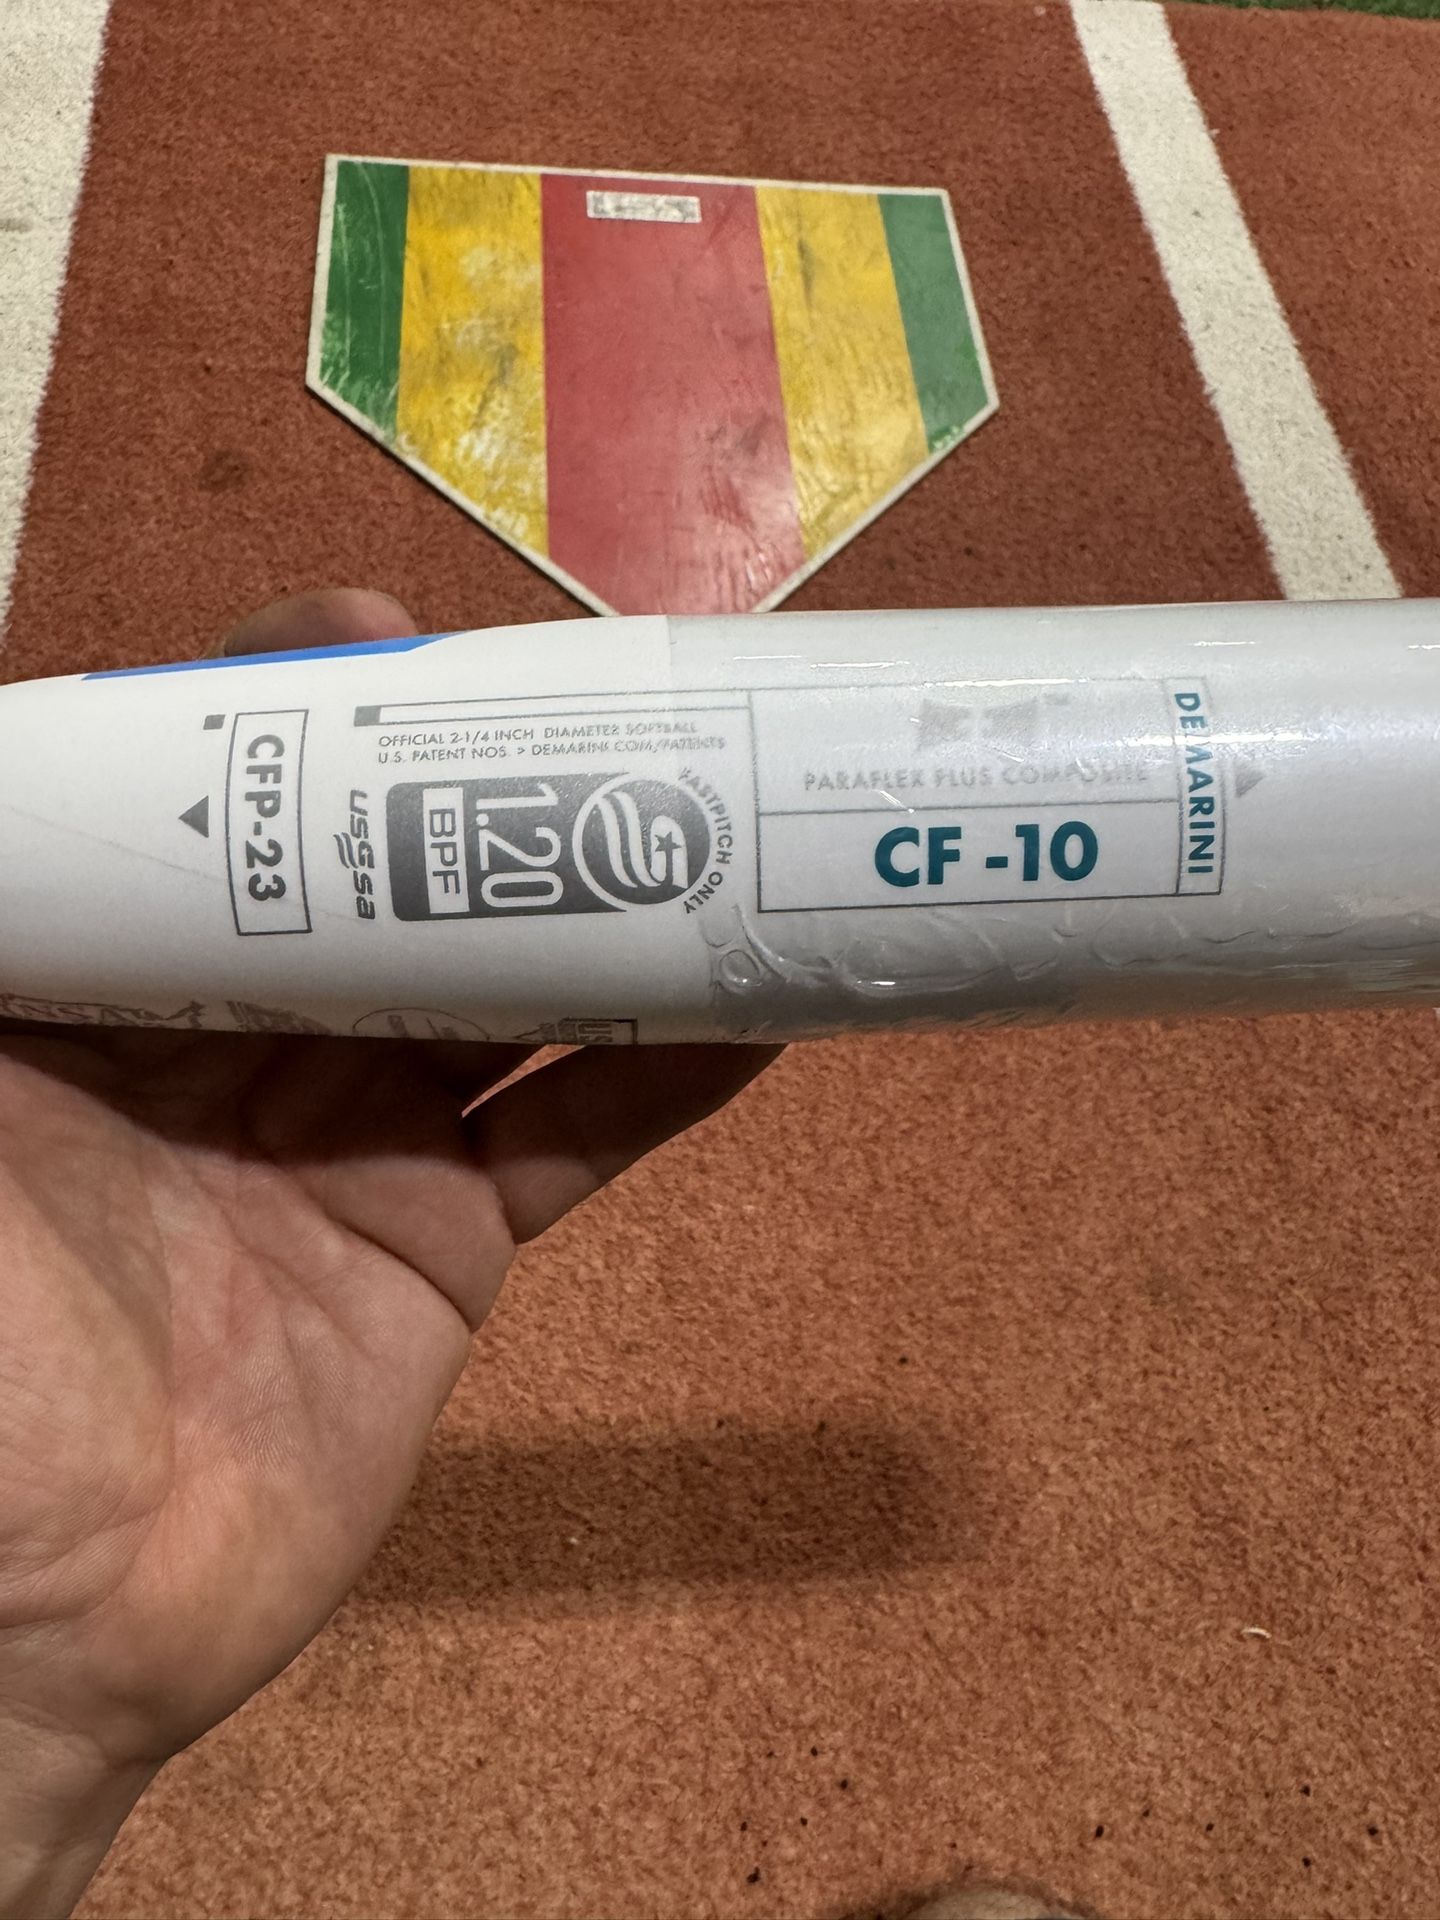 CFP-23
OFFICIAL 2-1/4 INCH DIAMETER SOFTBALL
U.S. PATENT NOS. > DEMARINI.COM/PATENTS
USSSA
1.20
BPF
FASTPITCH ONLY
PARAFLEX PLUS COMPOSITE
CF -10
DEMARINI